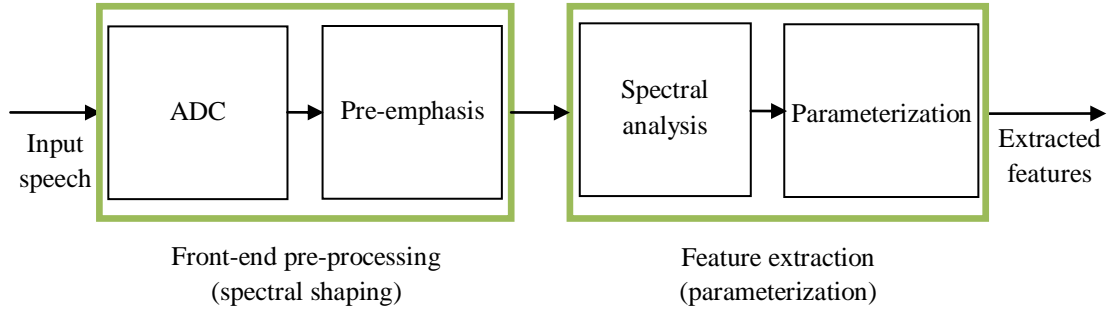 Input
speech
ADC
Pre-emphasis
Spectral
analysis
Parameterization
Extracted
features
Front-end pre-processing
(spectral shaping)
Feature extraction
(parameterization)